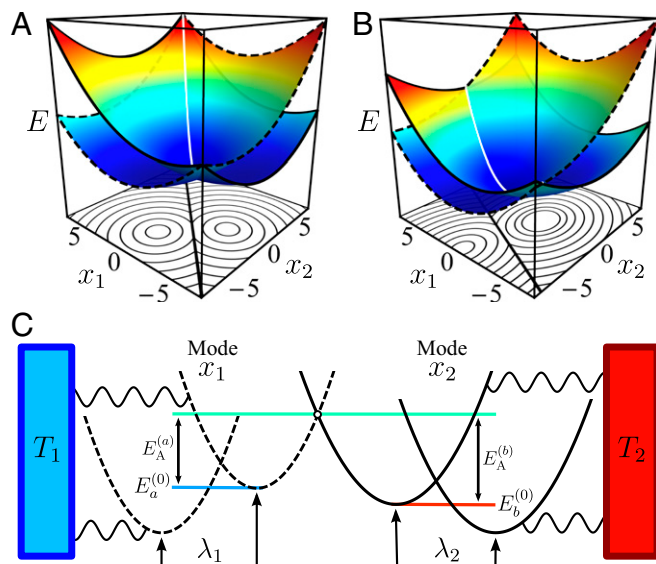 A
B
E
E
5
0
−5
x₁
−5
0
5
x₂
5
0
−5
x₁
−5
0
5
x₂
C
Mode Mode
x₁ x₂
T₁ E_A^(a) E_A^(b) T₂
E_a^(0) E_b^(0)
λ₁ λ₂